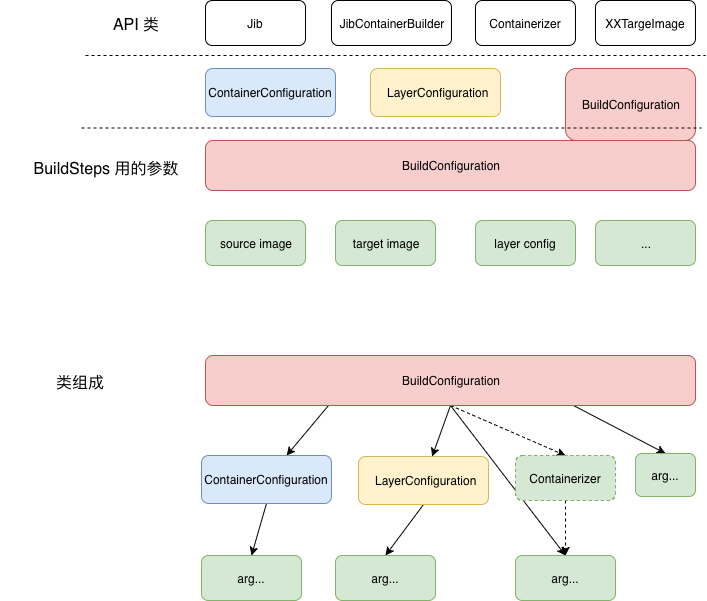 API 类
Jib
JibContainerBuilder
Containerizer
XXTargeImage
ContainerConfiguration
LayerConfiguration
BuildConfiguration
BuildSteps 用的参数
BuildConfiguration
source image
target image
layer config
...
类组成
BuildConfiguration
ContainerConfiguration
LayerConfiguration
Containerizer
arg...
arg...
arg...
arg...